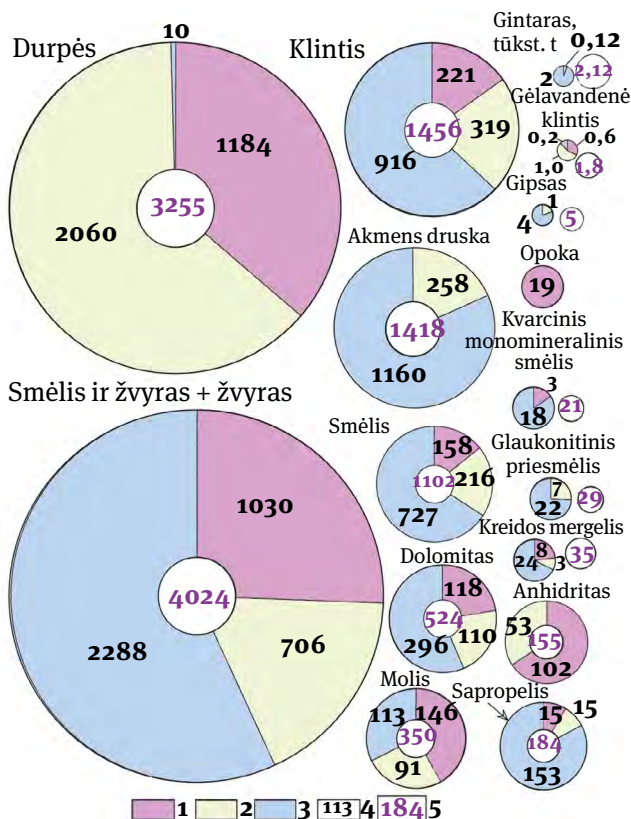 Durpės
10
1184
2060
3255
Klintis
221
319
916
1456
Gintaras,
tūkst. t
0,12
2
2,12
Gėlavandenė
klintis
0,2
0,6
1,0
1,8
Gipsas
1
4
5
Akmens druska
258
1160
1418
Opoka
19
Kvarcinis
monomineralinis
smėlis
3
18
21
Smėlis ir žvyras + žvyras
1030
706
2288
4024
Smėlis
158
216
727
1102
Glaukonitinis
priesmėlis
7
22
29
Kreidos mergelis
8
24
3
35
Dolomitas
118
110
296
524
Anhidritas
53
155
102
Molis
113
146
350
91
Sapropelis
15
15
184
153
1 2 3 113 4 184 5